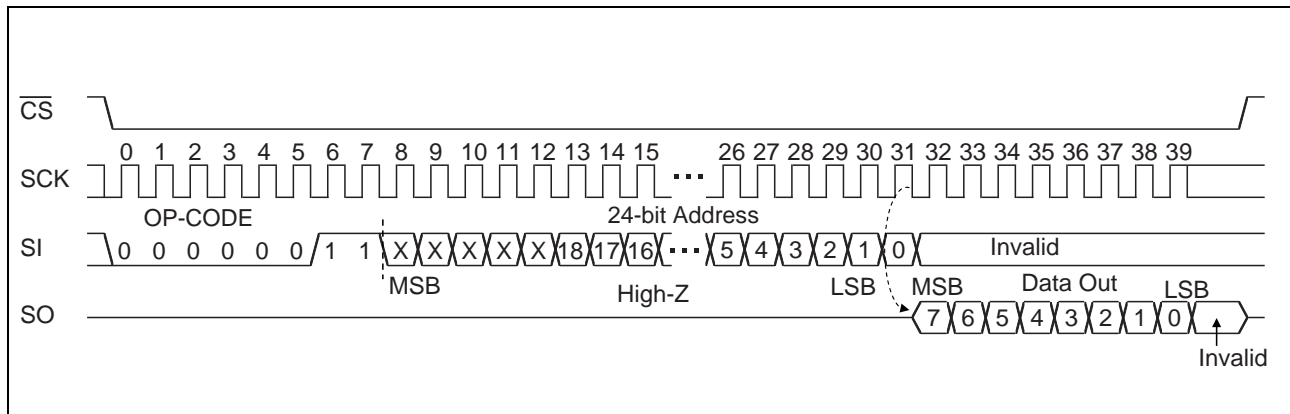 CS
0 1 2 3 4 5 6 7 8 9 10 11 12 13 14 15 26 27 28 29 30 31 32 33 34 35 36 37 38 39
SCK ···
OP-CODE 24-bit Address
SI 0 0 0 0 0 0 1 1 X X X X X 18 17 16 ··· 5 4 3 2 1 0 Invalid
MSB High-Z LSB MSB Data Out LSB
SO 7 6 5 4 3 2 1 0
Invalid